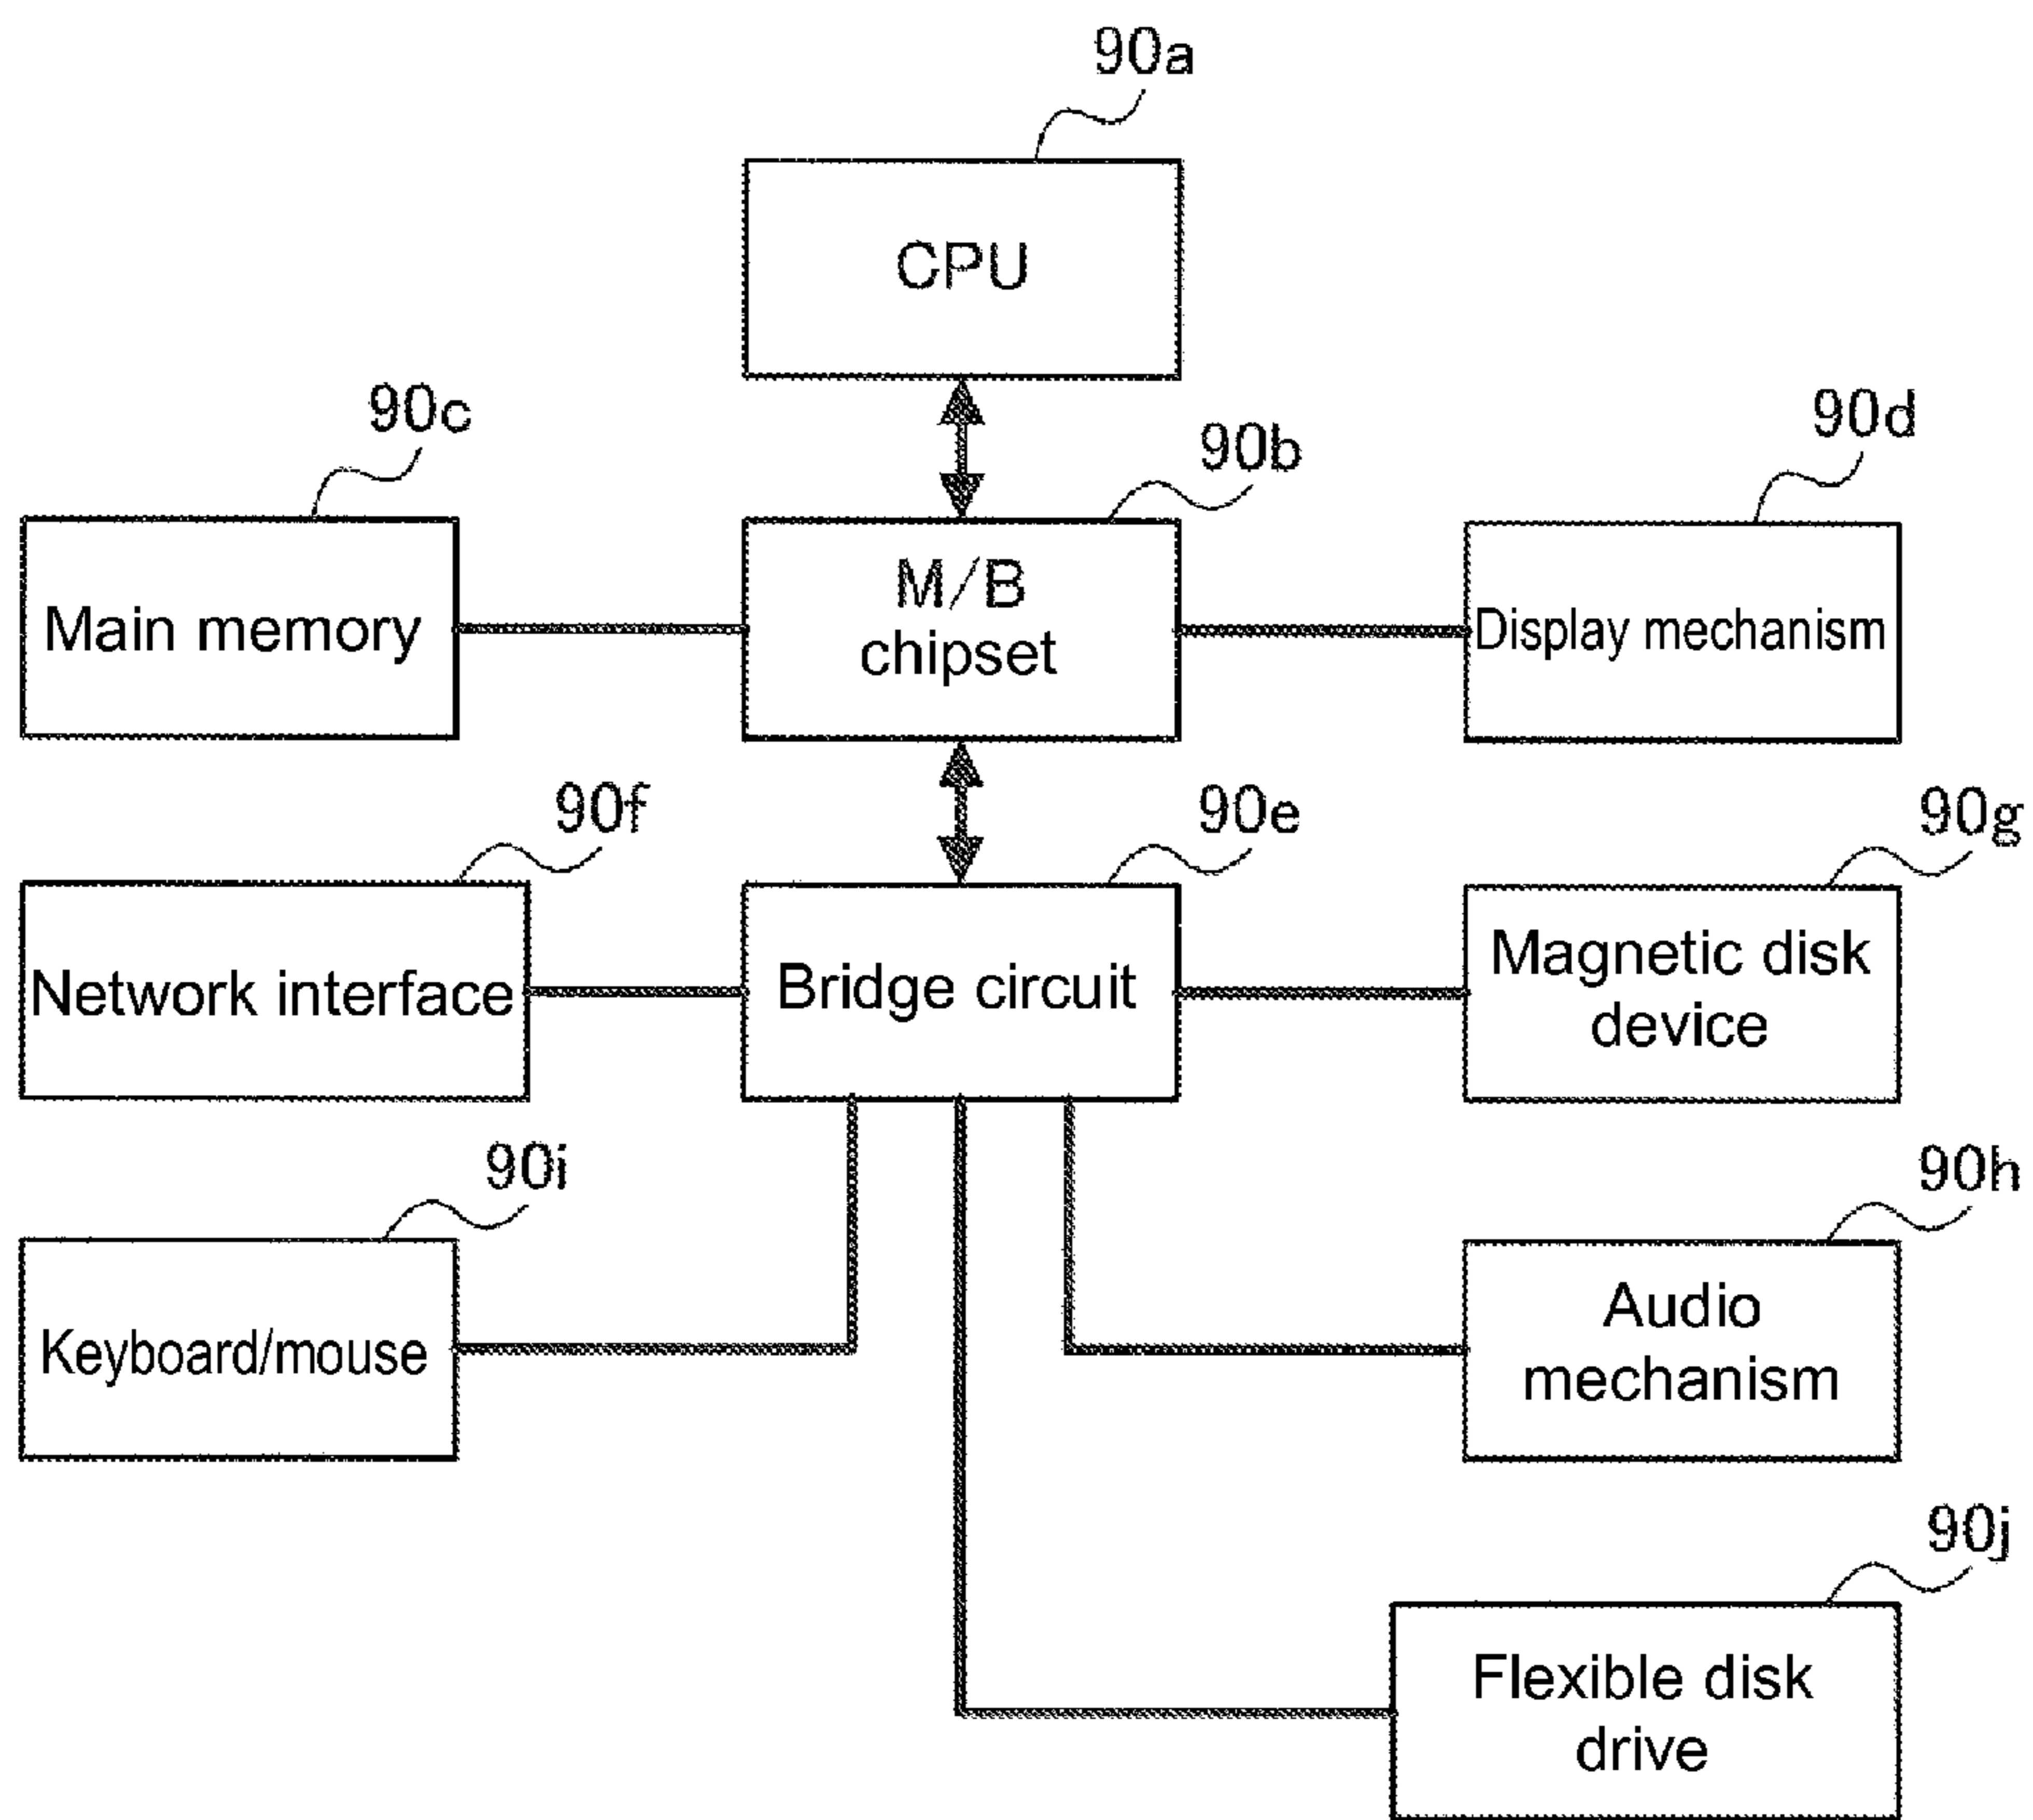 90a
CPU
90c
90b
90d
Main memory
M/B
chipset
Display mechanism
90f
90e
90g
Network interface
Bridge circuit
Magnetic disk
device
90i
90h
Keyboard/mouse
Audio
mechanism
90j
Flexible disk
drive